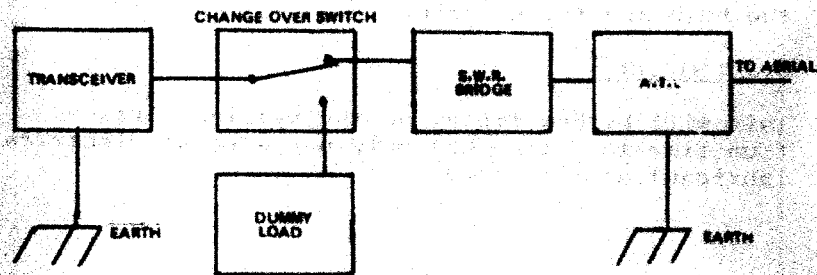 CHANGE OVER SWITCH
TRANSCEIVER
S.W.R.
BRIDGE
TO AERIAL
DUMMY
LOAD
EARTH
EARTH